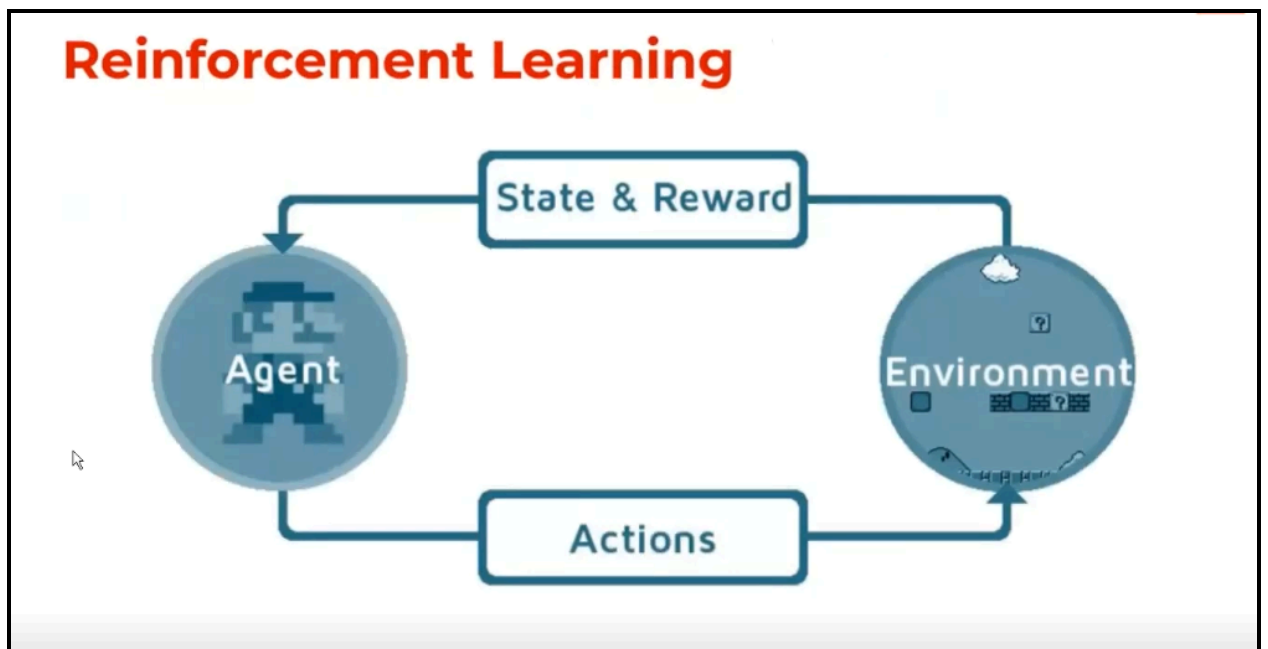 Reinforcement Learning
State & Reward
Agent
?
Environment
?
Actions